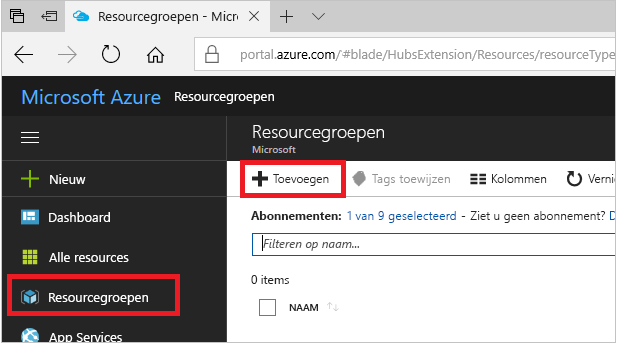 Resourcegroepen - Micro
portal.azure.com/#blade/HubsExtension/Resources/resourceType
Microsoft Azure Resourcegroepen
Resourcegroepen
Microsoft
Nieuw
Toevoegen Tags toewijzen Kolommen Vernie
Dashboard
Abonnementen: 1 van 9 geselecteerd - Ziet u geen abonnement? D
Filteren op naam...
Alle resources
0 items
Resourcegroepen
NAAM
App Services